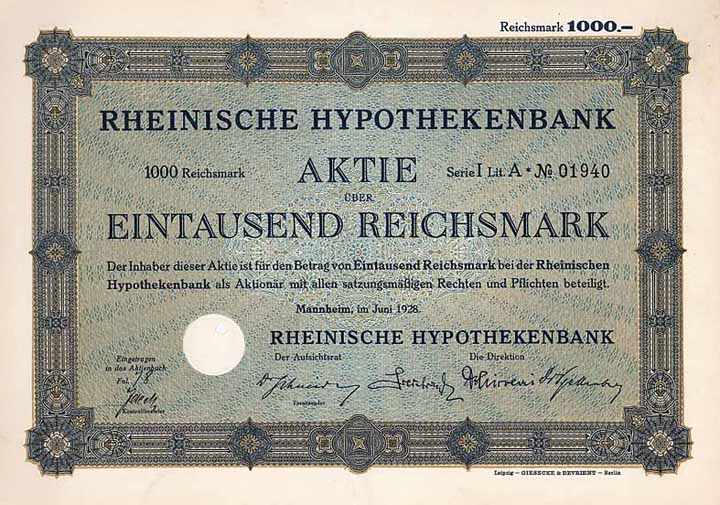 Reichsmark 1000.–
RHEINISCHE HYPOTHEKENBANK
1000 Reichsmark AKTIE Serie I Lit. A * № 01940
ÜBER
EINTAUSEND REICHSMARK
Der Inhaber dieser Aktie ist für den Betrag von Eintausend Reichsmark bei der Rheinischen
Hypothekenbank als Aktionär mit allen satzungsmäßigen Rechten und Pflichten beteiligt.
Mannheim, im Juni 1928.
RHEINISCHE HYPOTHEKENBANK
Eingetragen
in das Aktienbuch
Der Aufsichtsrat Die Direktion
Fol.
Vorsitzender
Kontrollbeamter
Leipzig – GIESECKE & DEVRIENT – Berlin